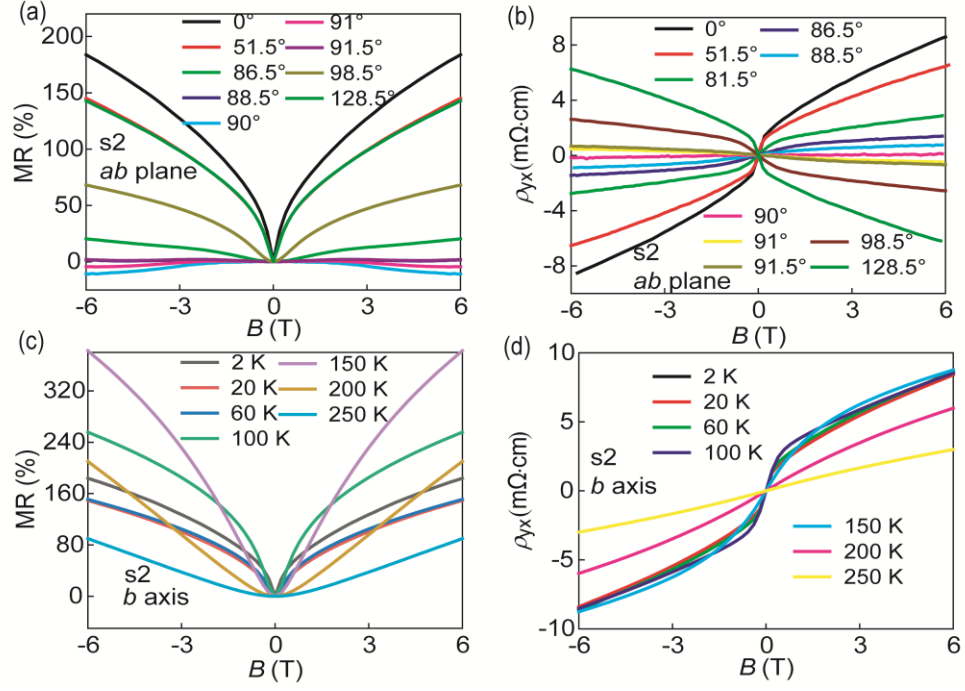 (a)
MR (%)
200
150
100
50
0
-6
-3
0
3
6
B (T)
0°
51.5°
86.5°
88.5°
90°
91°
91.5°
98.5°
128.5°
s2
ab plane
(b)
ρyx(mΩ·cm)
8
4
0
-4
-8
-6
-3
0
3
6
B (T)
0°
51.5°
81.5°
86.5°
88.5°
90°
91°
91.5°
98.5°
128.5°
s2
ab plane
(c)
MR (%)
320
240
160
80
0
-6
-3
0
3
6
B (T)
2 K
20 K
60 K
100 K
150 K
200 K
250 K
s2
b axis
(d)
ρyx(mΩ·cm)
10
5
0
-5
-10
-6
-3
0
3
6
B (T)
2 K
20 K
60 K
100 K
150 K
200 K
250 K
s2
b axis